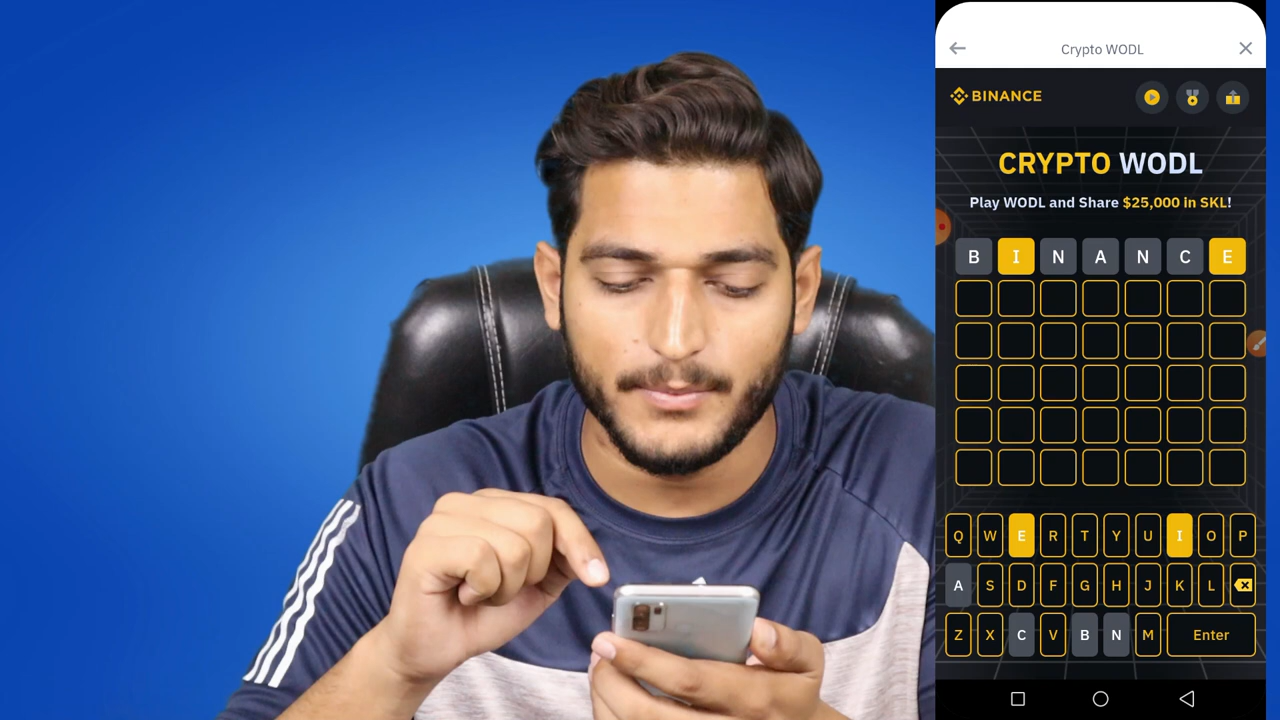 Crypto WODL
BINANCE
CRYPTO WODL
Play WODL and Share $25,000 in SKL!
B I N A N C E
Q W E R T Y U I O P
A S D F G H J K L
Z X C V B N M Enter